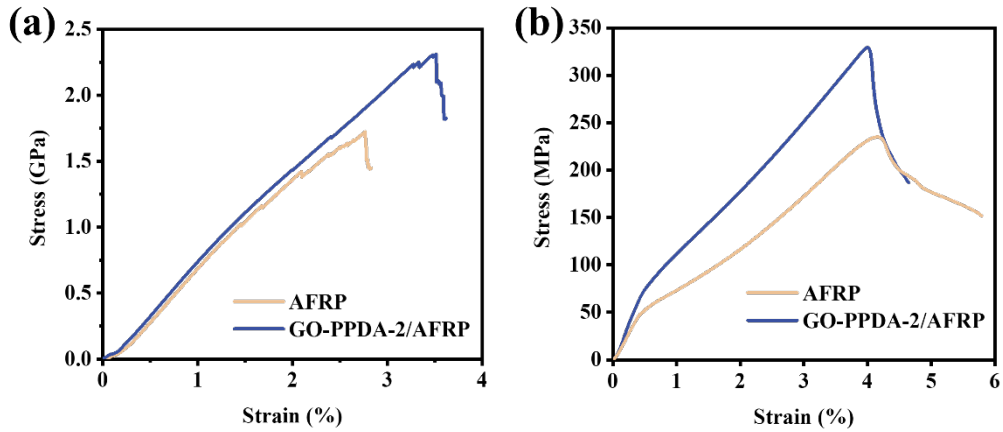 (a)
2.5
2.0
1.5
1.0
0.5
0.0
Stress (GPa)
AFRP
GO-PPDA-2/AFRP
0 1 2 3 4
Strain (%)
(b)
350
300
250
200
150
100
50
0
Stress (MPa)
AFRP
GO-PPDA-2/AFRP
0 1 2 3 4 5 6
Strain (%)